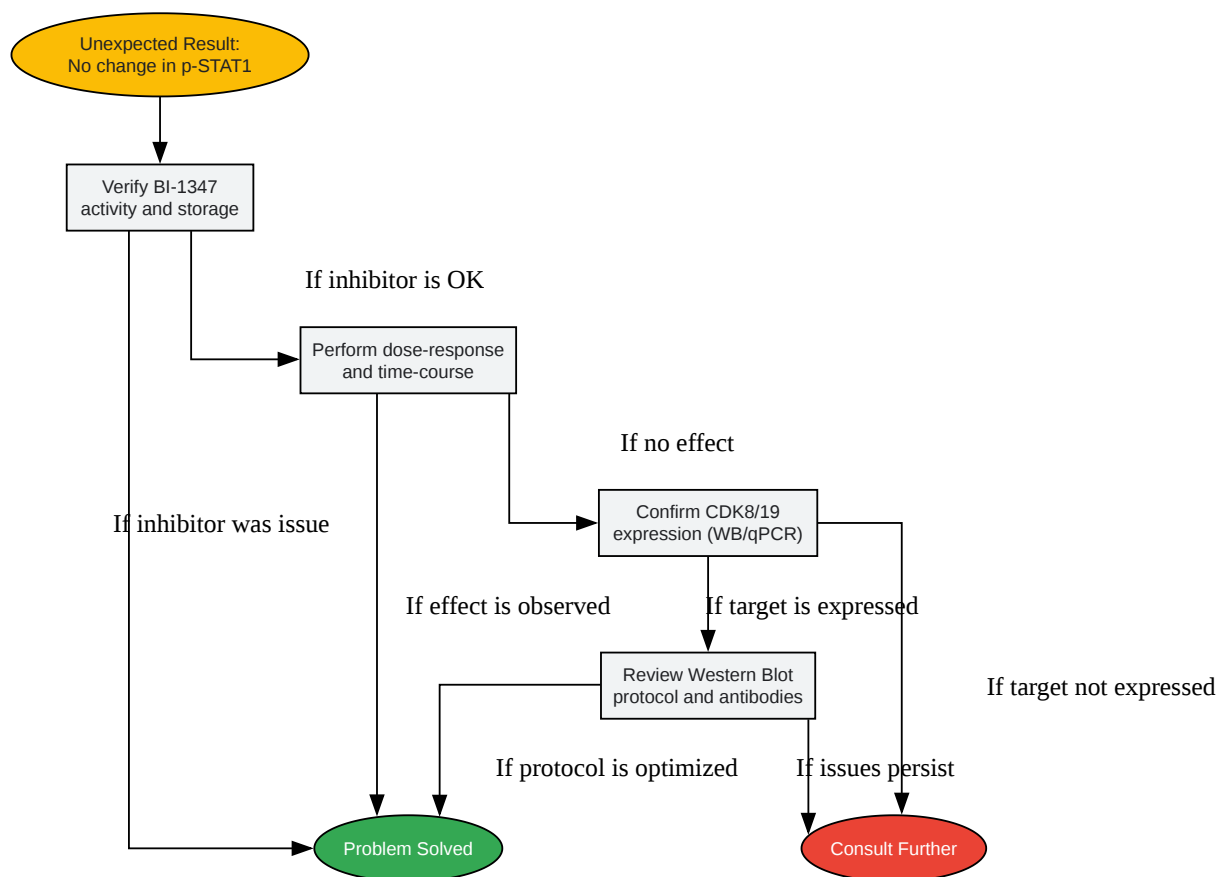 Unexpected Result:
No change in p-STAT1
Verify BI-1347
activity and storage
If inhibitor is OK
Perform dose-response
and time-course
If no effect
Confirm CDK8/19
expression (WB/qPCR)
If inhibitor was issue
If effect is observed
If target is expressed
Review Western Blot
protocol and antibodies
If target not expressed
If protocol is optimized
If issues persist
Problem Solved
Consult Further